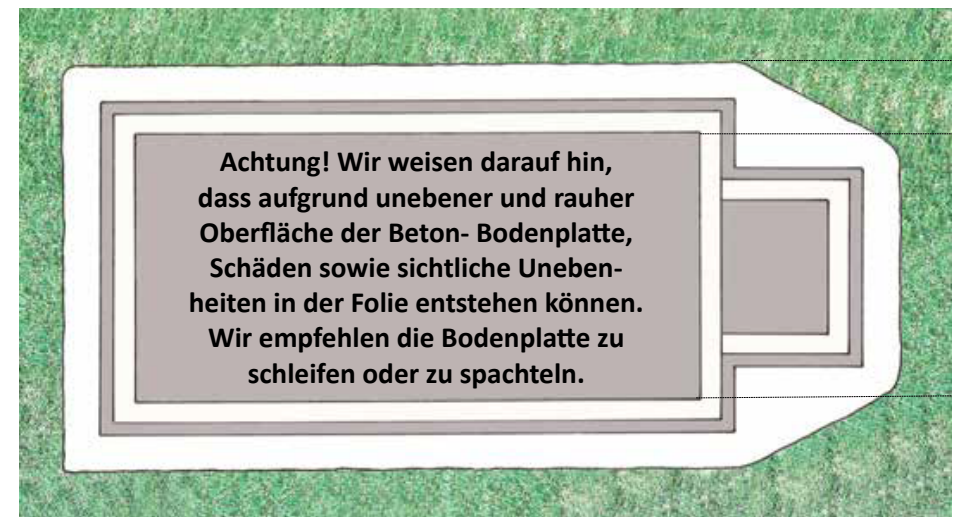 Achtung! Wir weisen darauf hin,
dass aufgrund unebener und rauher
Oberfläche der Beton- Bodenplatte,
Schäden sowie sichtliche Uneben-
heiten in der Folie entstehen können.
Wir empfehlen die Bodenplatte zu
schleifen oder zu spachteln.